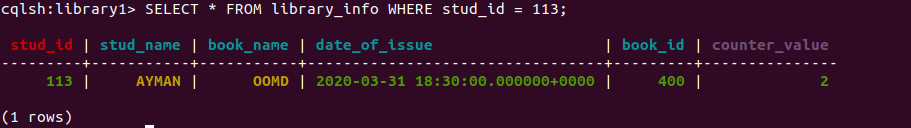 cqlsh:library1> SELECT * FROM library_info WHERE stud_id = 113;
 stud_id | stud_name | book_name | date_of_issue                   | book_id | counter_value
---------+-----------+-----------+---------------------------------+---------+---------------
     113 |     AYMAN |      OOMD | 2020-03-31 18:30:00.000000+0000 |     400 |             2
(1 rows)